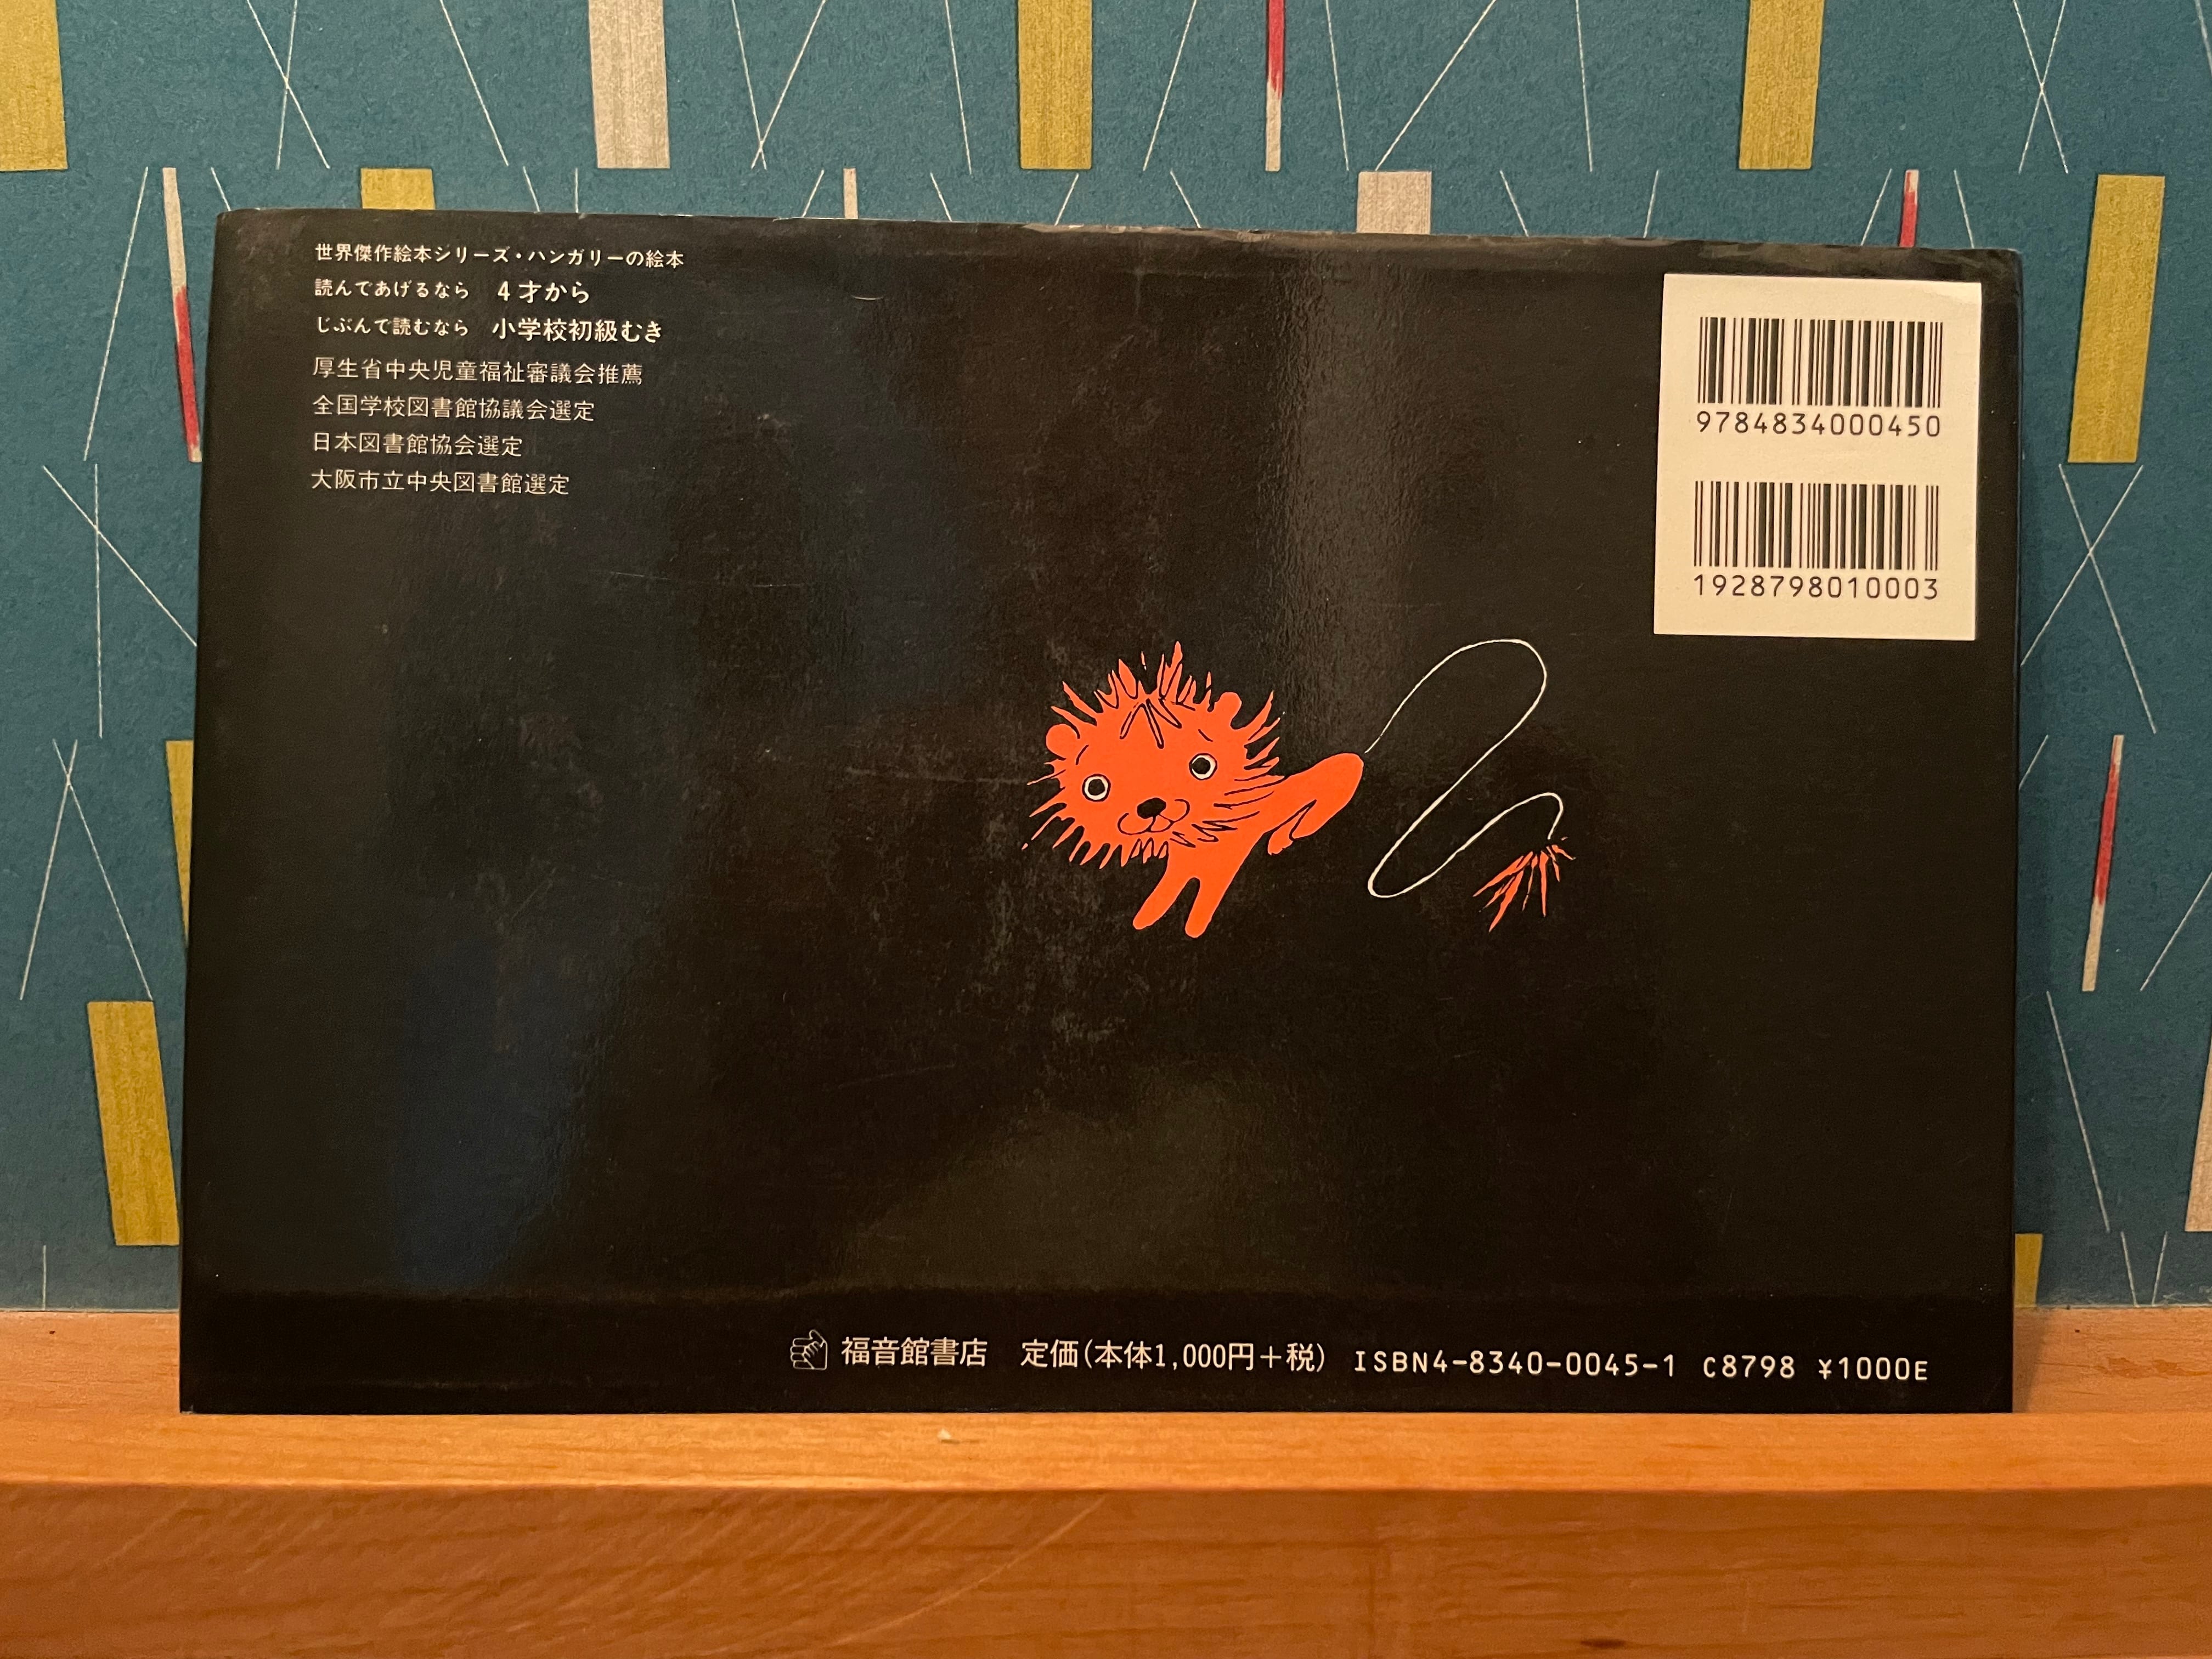 世界傑作絵本シリーズ・ハンガリーの絵本
読んであげるなら 4才から
じぶんで読むなら 小学校初級むき
厚生省中央児童福祉審議会推薦
全国学校図書館協議会選定
日本図書館協会選定
大阪市立中央図書館選定
9784834000450
1928798010003
福音館書店 定価(本体1,000円+税) ISBN4-8340-0045-1 C8798 ¥1000E